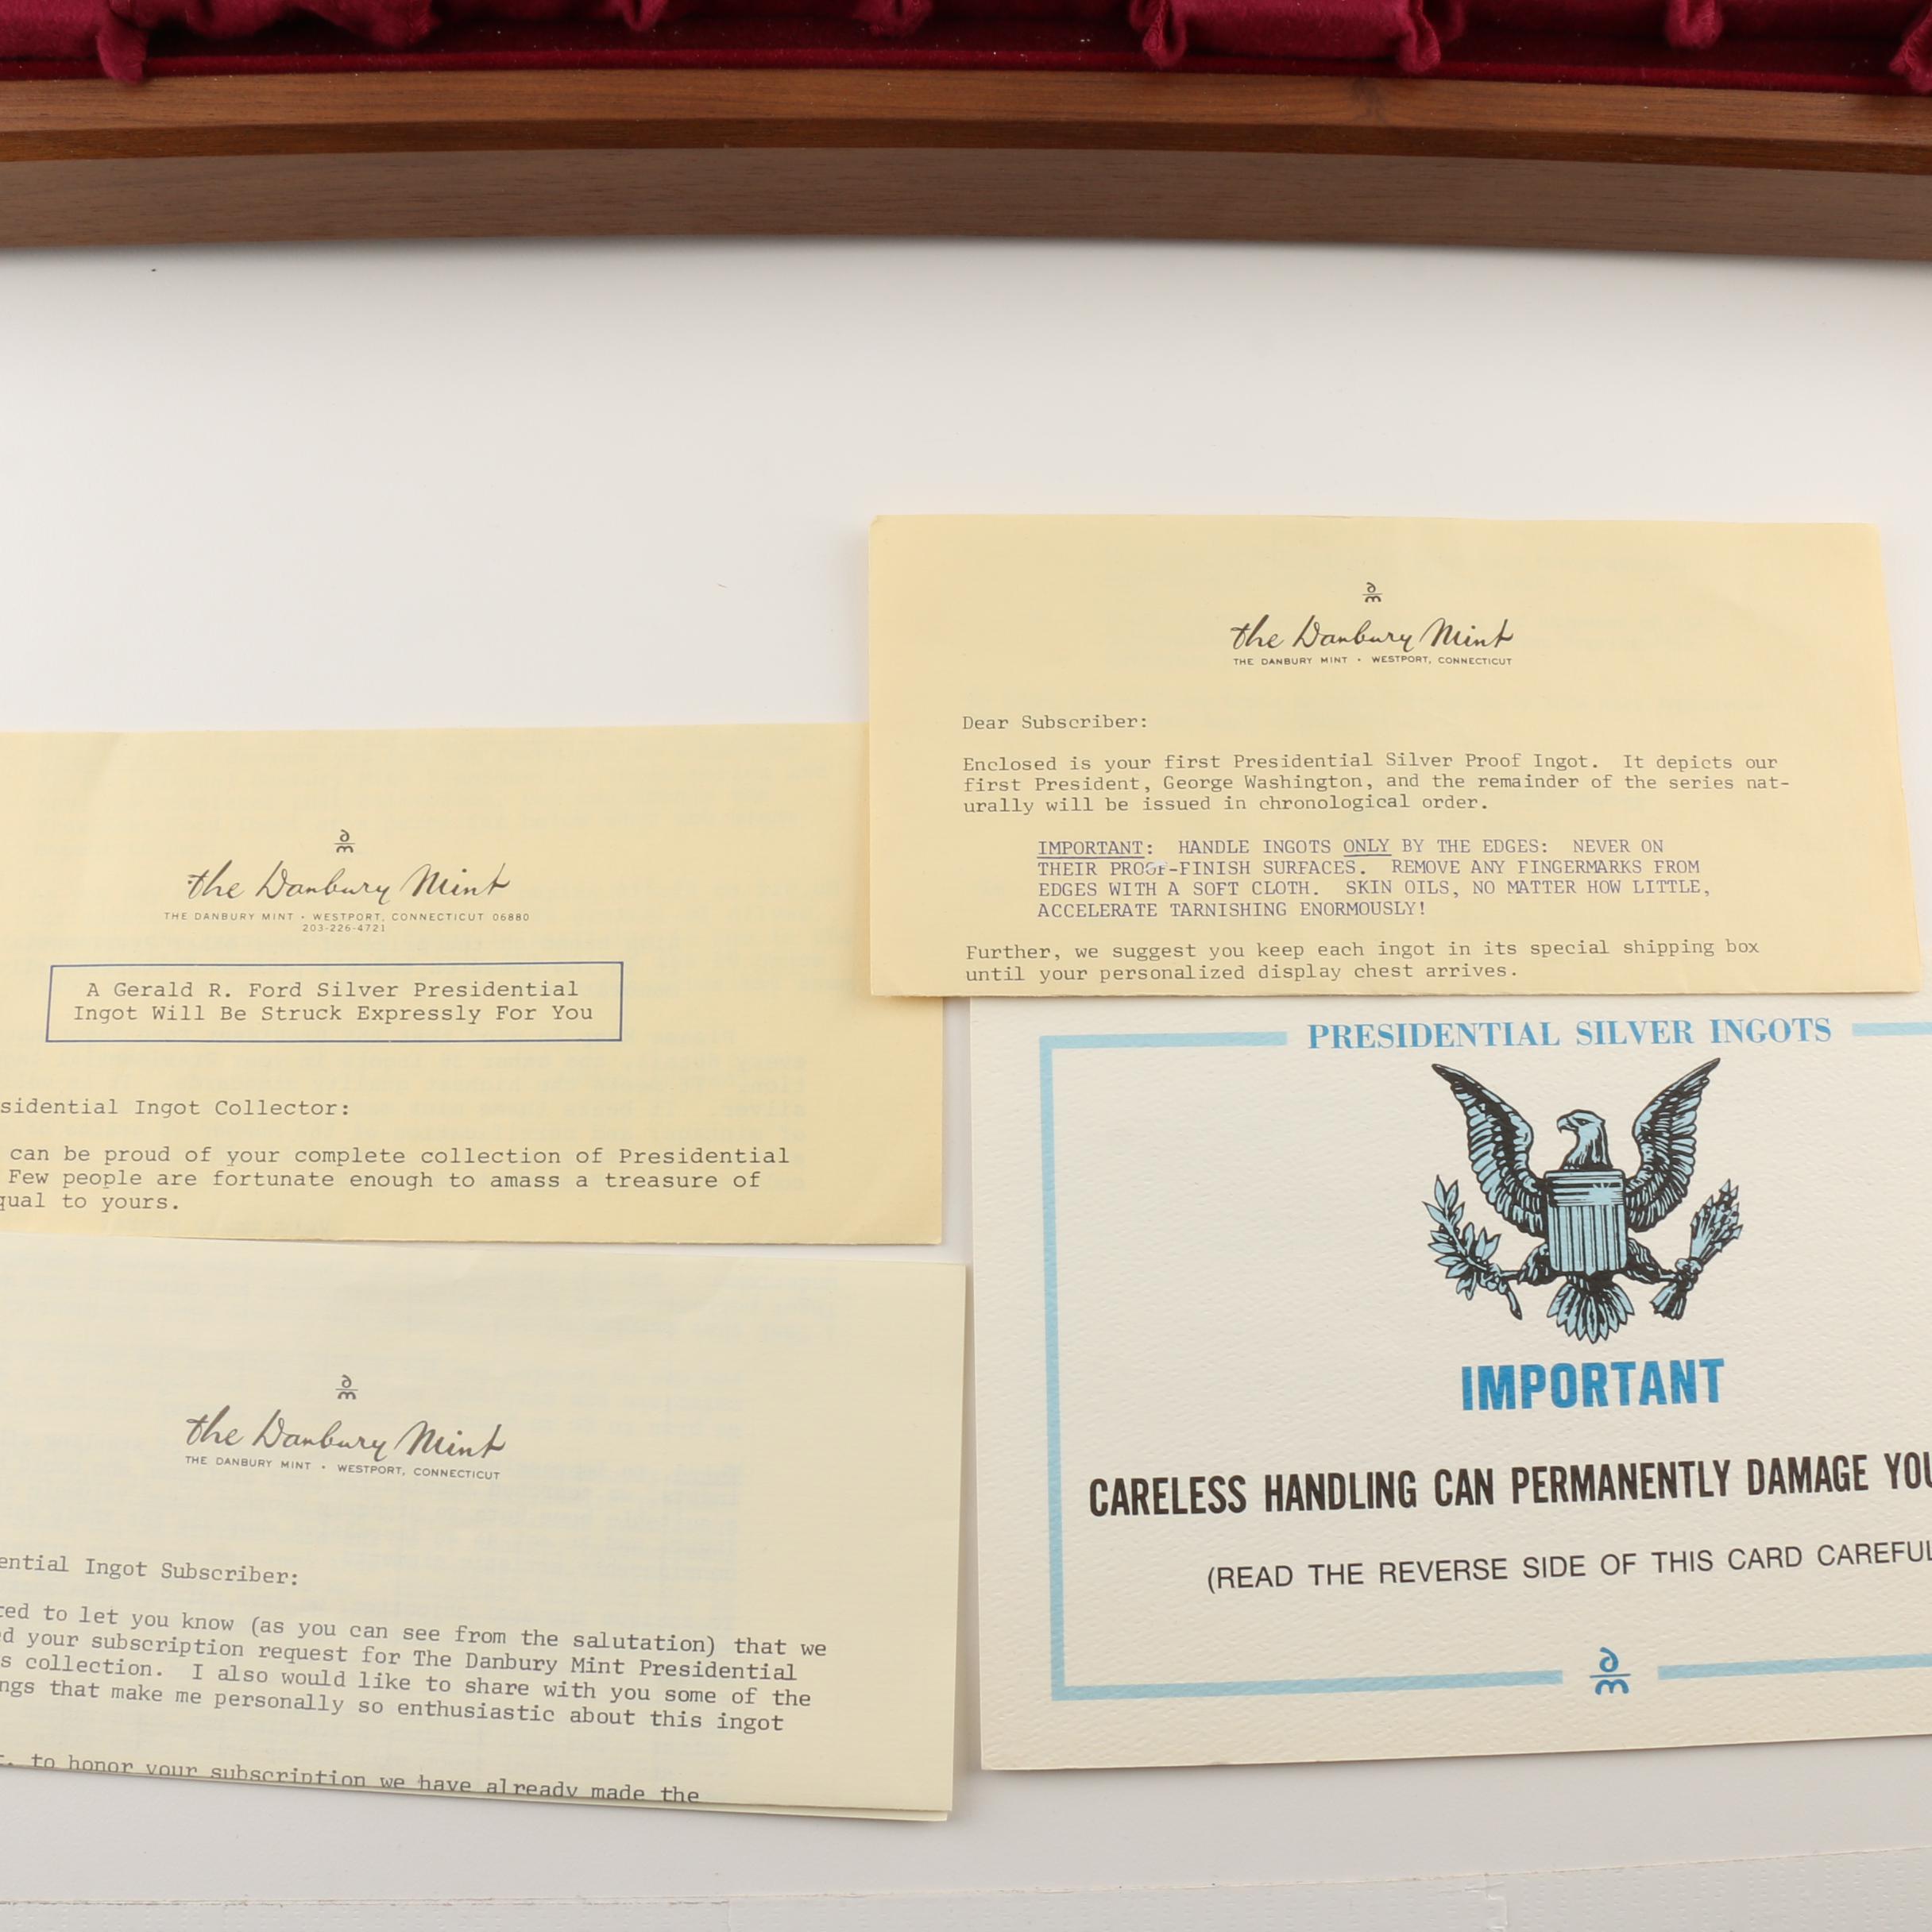 the Danbury Mint
THE DANBURY MINT · WESTPORT, CONNECTICUT
Dear Subscriber:
Enclosed is your first Presidential Silver Proof Ingot. It depicts our
first President, George Washington, and the remainder of the series nat-
urally will be issued in chronological order.
IMPORTANT: HANDLE INGOTS ONLY BY THE EDGES: NEVER ON
THEIR PROOF-FINISH SURFACES. REMOVE ANY FINGERMARKS FROM
EDGES WITH A SOFT CLOTH. SKIN OILS, NO MATTER HOW LITTLE,
ACCELERATE TARNISHING ENORMOUSLY!
Further, we suggest you keep each ingot in its special shipping box
until your personalized display chest arrives.
the Danbury Mint
THE DANBURY MINT · WESTPORT, CONNECTICUT 06880
203-226-4721
A Gerald R. Ford Silver Presidential
Ingot Will Be Struck Expressly For You
sidential Ingot Collector:
can be proud of your complete collection of Presidential
Few people are fortunate enough to amass a treasure of
qual to yours.
the Danbury Mint
THE DANBURY MINT · WESTPORT, CONNECTICUT
ential Ingot Subscriber:
ted to let you know (as you can see from the salutation) that we
d your subscription request for The Danbury Mint Presidential
s collection. I also would like to share with you some of the
ngs that make me personally so enthusiastic about this ingot
to honor your subscription we have already made the
PRESIDENTIAL SILVER INGOTS
IMPORTANT
CARELESS HANDLING CAN PERMANENTLY DAMAGE YOU
(READ THE REVERSE SIDE OF THIS CARD CAREFUL